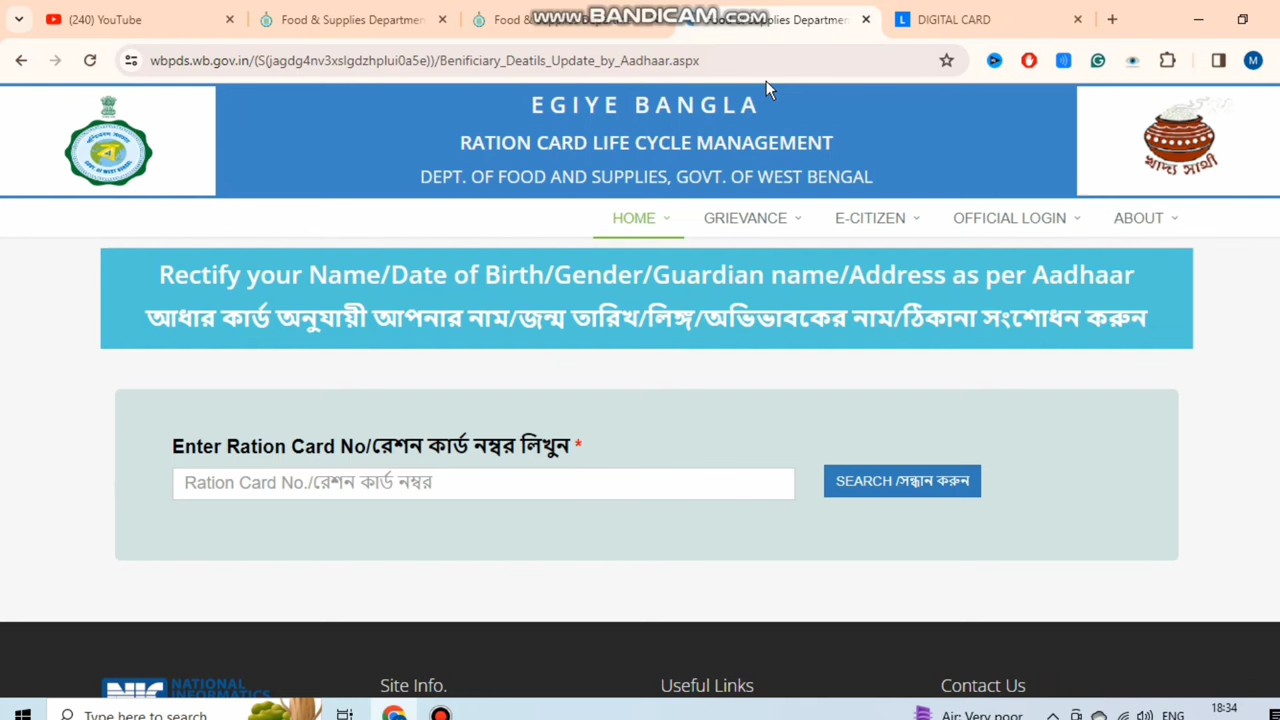 (240) YouTube
Food & Supplies Departmen
Food &
www.BANDICAM.com
Supplies Departmen
DIGITAL CARD
wbpds.wb.gov.in/(S(jagdg4nv3xslgdzhplui0a5e))/Benificiary_Deatils_Update_by_Aadhaar.aspx
M
EGIYE BANGLA
RATION CARD LIFE CYCLE MANAGEMENT
DEPT. OF FOOD AND SUPPLIES, GOVT. OF WEST BENGAL
খাদ্য সাথী
HOME
GRIEVANCE
E-CITIZEN
OFFICIAL LOGIN
ABOUT
Rectify your Name/Date of Birth/Gender/Guardian name/Address as per Aadhaar
আধার কার্ড অনুযায়ী আপনার নাম/জন্ম তারিখ/লিঙ্গ/অভিভাবকের নাম/ঠিকানা সংশোধন করুন
Enter Ration Card No/রেশন কার্ড নম্বর লিখুন *
Ration Card No./রেশন কার্ড নম্বর
SEARCH /সন্ধান করুন
NIC NATIONAL
INFORMATICS
Site Info.
Useful Links
Contact Us
Type here to search
Air: Very poor
ENG
18:34